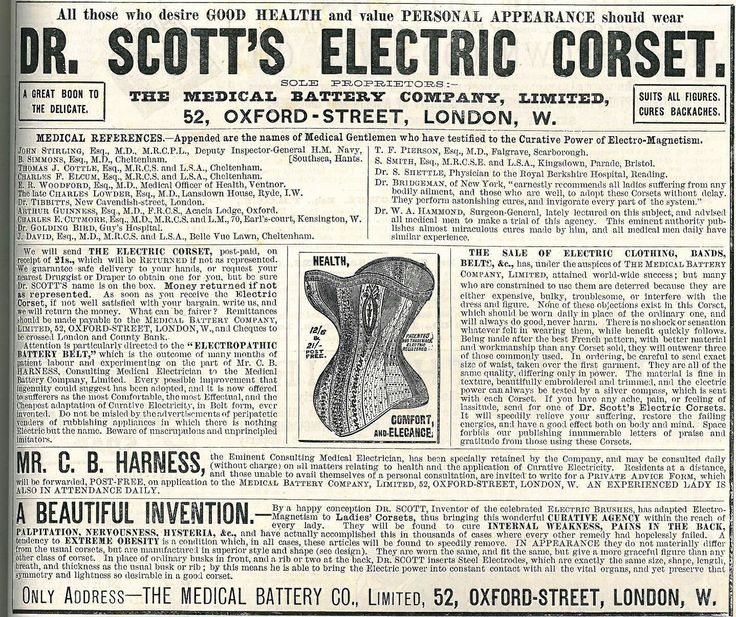 All those who desire GOOD HEALTH and value PERSONAL APPEARANCE should wear
DR. SCOTT'S ELECTRIC CORSET.
A GREAT BOON TO
THE DELICATE.
SOLE PROPRIETORS:-
THE MEDICAL BATTERY COMPANY, LIMITED,
52, OXFORD-STREET, LONDON, W.
SUITS ALL FIGURES.
CURES BACKACHES.
MEDICAL REFERENCES.—Appended are the names of Medical Gentlemen who have testified to the Curative Power of Electro-Magnetism.
JOHN STIRLING, Esq., M.D., M.R.C.P.L., Deputy Inspector-General H.M. Navy,
B. SIMMONS, Esq., M.D., Cheltenham. [Southsea, Hants.
THOMAS J. COTTLE, Esq., M.R.C.S. and L.S.A., Cheltenham.
CHARLES F. ELCUM, Esq., M.R.C.S. and L.S.A., Cheltenham.
E. R. WOODFORD, Esq., M.D., Medical Officer of Health, Ventnor.
The late CHARLES LOWDER, Esq., M.D., Lansdown House, Ryde, I.W.
Dr. TIBBITTS, New Cavendish-street, London.
ARTHUR GUINNESS, Esq., M.D., F.R.C.S., Acaela Lodge, Oxford.
CHARLES E. CUTMORE, Esq., M.D., M.R.C.S. and L.M., 70, Earl's-court, Kensington, W.
Dr. GOLDING BIRD, Guy's Hospital.
J. DAVID, Esq., M.D., M.R.C.S. and L.S.A., Belle Vue Lawn, Cheltenham.
T. F. PIERSON, Esq., M.D., Falgrave, Scarborough.
S. SMITH, Esq., M.R.C.S.E. and L.S.A., Kingsdown, Parade, Bristol.
Dr. S. SHETTLE, Physician to the Royal Berkshire Hospital, Reading.
Dr. BRIDGEMAN, of New York, "earnestly recommends all ladies suffering from any
bodily ailment, and those who are well, to adopt these Corsets without delay.
They perform astonishing cures, and invigorate every part of the system."
Dr. W. A. HAMMOND, Surgeon-General, lately lectured on this subject, and advised
all medical men to make a trial of this agency. This eminent authority pub-
lishes almost miraculous cures made by him, and all medical men daily have
similar experience.
We will send THE ELECTRIC CORSET, post-paid, on
receipt of 21s., which will be RETURNED if not as represented.
We guarantee safe delivery to your hands, or request your
nearest Druggist or Draper to obtain one for you, but be sure
Dr. SCOTT'S name is on the box. Money returned if not
as represented. As soon as you receive the Electric
Corset, if not well satisfied with your bargain, write us, and
we will return the money. What can be fairer? Remittances
should be made payable to the MEDICAL BATTERY COMPANY,
LIMITED, 52, OXFORD-STREET, LONDON, W., and Cheques to
be crossed London and County Bank.
Attention is particularly directed to the "ELECTROPATHIC
BATTERY BELT," which is the outcome of many months of
patient labour and experimenting on the part of Mr. C. B.
HARNESS, Consulting Medical Electrician to the Medical
Battery Company, Limited. Every possible improvement that
ingenuity could suggest has been adopted, and it is now offered
to sufferers as the most Comfortable, the most Effectual, and the
Cheapest adaptation of Curative Electricity, in Belt form, ever
invented. Do not be misled by the advertisements of peripatetic
venders of rubbishing appliances in which there is nothing
Electric but the name. Beware of unscrupulous and unprincipled
imitators.
HEALTH,
12/6
&
21/-
POST
FREE.
PATENTED
REGISTERED.
COMFORT,
AND ELEGANCE.
THE SALE OF ELECTRIC CLOTHING, BANDS,
BELTS, &c., has, under the auspices of THE MEDICAL BATTERY
COMPANY, LIMITED, attained world-wide success; but many
who are constrained to use them are deterred because they are
either expensive, bulky, troublesome, or interfere with the
dress and figure. None of these objections exist in this Corset,
which should be worn daily in place of the ordinary one, and
will always do good, never harm. There is no shock or sensation
whatever felt in wearing them, while benefit quickly follows.
Being made after the best French pattern, with better material
and workmanship than any Corset sold, they will outwear three
of those commonly used. In ordering, be careful to send exact
size of waist, taken over the first garment. They are all of the
same quality, differing only in power. The material is fine in
texture, beautifully embroidered and trimmed, and the electric
power can always be tested by a silver compass, which is sent
with each Corset. If you have any ache, pain, or feeling of
lassitude, send for one of Dr. Scott's Electric Corsets.
It will speedily relieve your suffering, restore the failing
energies, and have a good effect both on body and mind. Space
forbids our publishing innumerable letters of praise and
gratitude from those using these Corsets.
MR. C. B. HARNESS, the Eminent Consulting Medical Electrician, has been specially retained by the Company, and may be consulted daily
(without charge) on all matters relating to health and the application of Curative Electricity. Residents at a distance,
and those unable to avail themselves of a personal consultation, are invited to write for a PRIVATE ADVICE FORM, which
will be forwarded, POST-FREE, on application to the MEDICAL BATTERY COMPANY, LIMITED, 52, OXFORD-STREET, LONDON, W. AN EXPERIENCED LADY IS
ALSO IN ATTENDANCE DAILY.
A BEAUTIFUL INVENTION.—By a happy conception DR. SCOTT, Inventor of the celebrated ELECTRIC BRUSHES, has adapted Electro-
Magnetism to Ladies' Corsets, thus bringing this wonderful CURATIVE AGENCY within the reach of
every lady. They will be found to cure INTERNAL WEAKNESS, PAINS IN THE BACK,
PALPITATION, NERVOUSNESS, HYSTERIA, &c., and have actually accomplished this in thousands of cases where every other remedy had hopelessly failed. A
tendency to EXTREME OBESITY is a condition which, in all cases, these articles will be found to speedily remove. IN APPEARANCE they do not materially differ
from the usual corsets, but are manufactured in superior style and shape (see design). They are worn the same, and fit the same, but give a more graceful figure than any
other class of corset. In place of ordinary busks in front, and a rib or two at the back, DR. SCOTT inserts Steel Electrodes, which are exactly the same size, shape, length,
breath, and thickness as the usual busk or rib; by this means he is able to bring the Electric power into constant contact with all the vital organs, and yet preserve that
symmetry and lightness so desirable in a good corset.
ONLY ADDRESS—THE MEDICAL BATTERY CO., LIMITED, 52, OXFORD-STREET, LONDON, W.